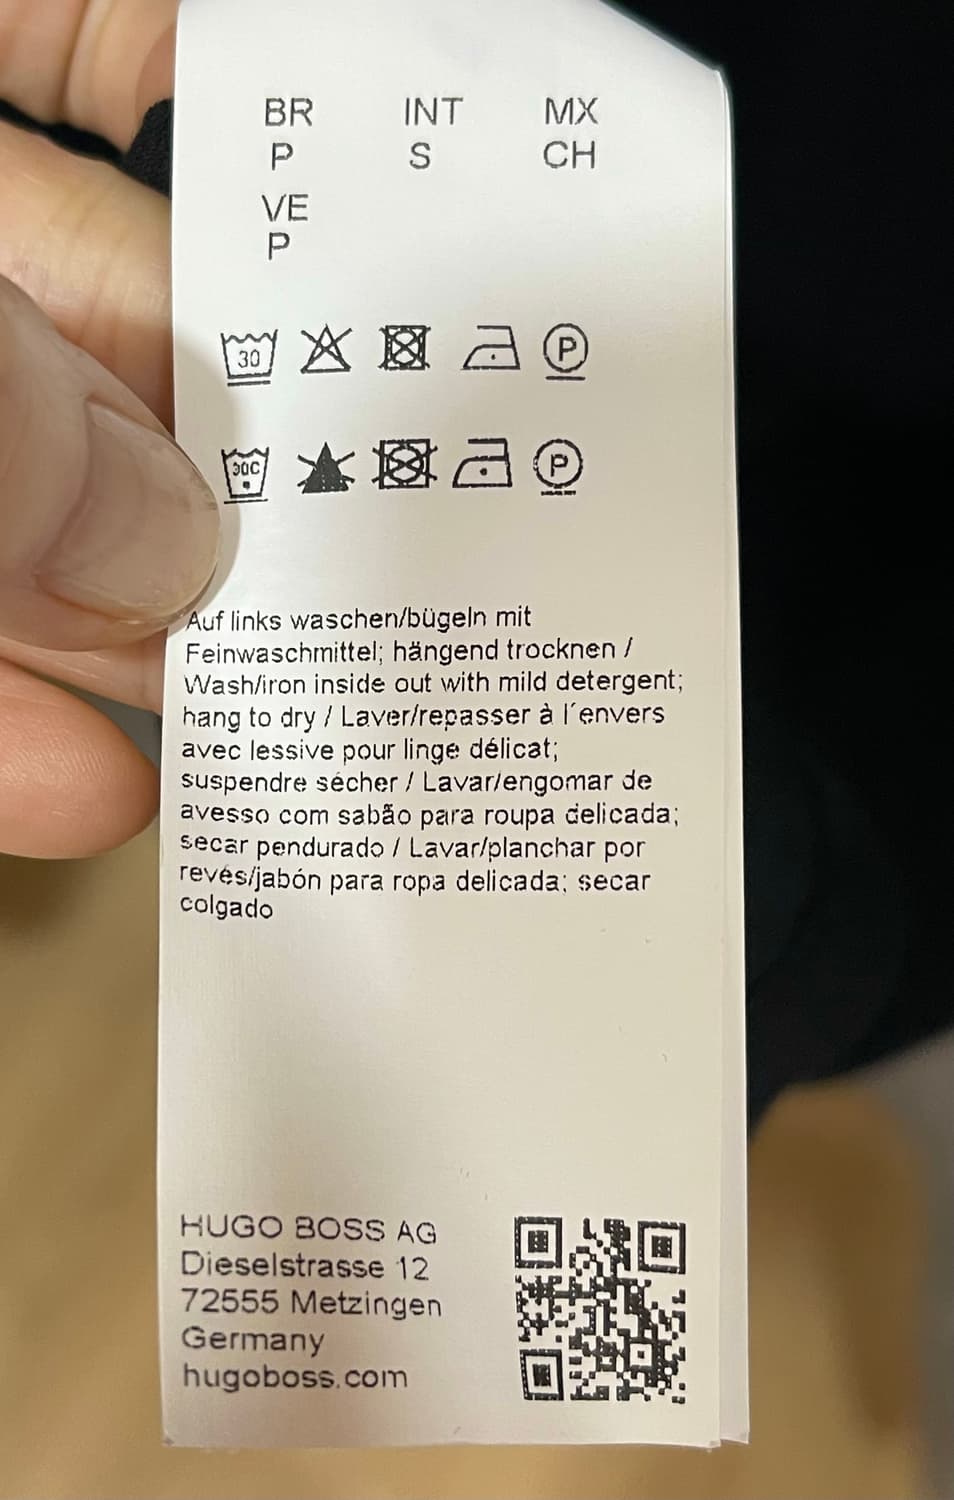 BR INT MX
P S CH
VE
P
30 P
30C P
Auf links waschen/bügeln mit
Feinwaschmittel; hängend trocknen /
Wash/iron inside out with mild detergent;
hang to dry / Laver/repasser à l´envers
avec lessive pour linge délicat;
suspendre sécher / Lavar/engomar de
avesso com sabão para roupa delicada;
secar pendurado / Lavar/planchar por
revés/jabón para ropa delicada; secar
colgado
HUGO BOSS AG
Dieselstrasse 12
72555 Metzingen
Germany
hugoboss.com